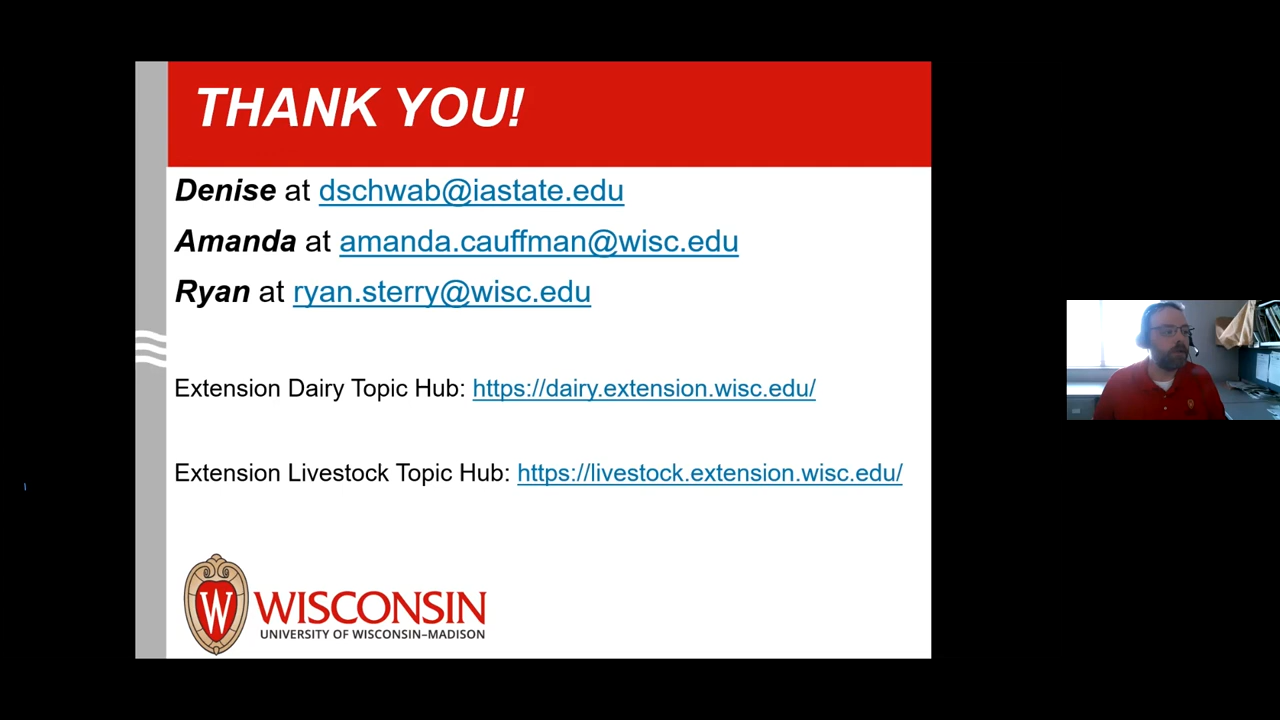 THANK YOU!
Denise at dschwab@iastate.edu
Amanda at amanda.cauffman@wisc.edu
Ryan at ryan.sterry@wisc.edu
Extension Dairy Topic Hub: https://dairy.extension.wisc.edu/
Extension Livestock Topic Hub: https://livestock.extension.wisc.edu/
W
WISCONSIN
UNIVERSITY OF WISCONSIN–MADISON